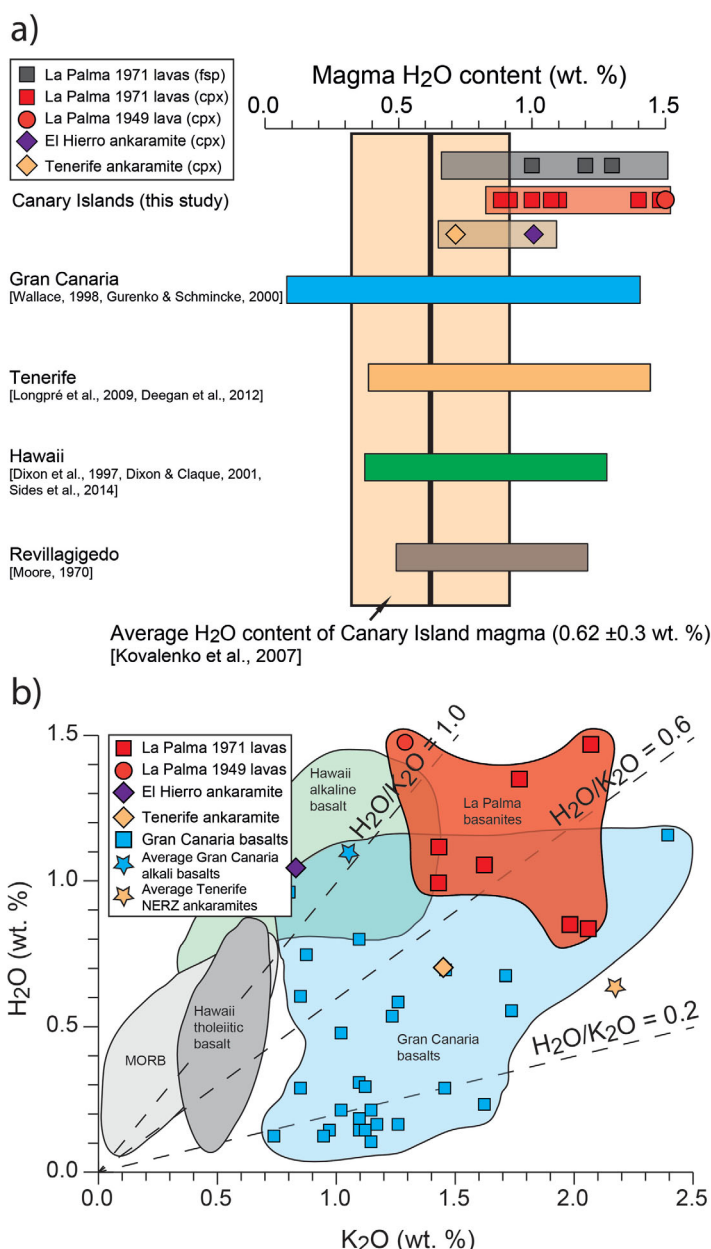 a)
La Palma 1971 lavas (fsp)
La Palma 1971 lavas (cpx)
La Palma 1949 lava (cpx)
El Hierro ankaramite (cpx)
Tenerife ankaramite (cpx)
Magma H2O content (wt. %)
0.0 0.5 1.0 1.5
Canary Islands (this study)
Gran Canaria
[Wallace, 1998, Gurenko & Schmincke, 2000]
Tenerife
[Longpré et al., 2009, Deegan et al., 2012]
Hawaii
[Dixon et al., 1997, Dixon & Claque, 2001,
Sides et al., 2014]
Revillagigedo
[Moore, 1970]
Average H2O content of Canary Island magma (0.62 ±0.3 wt. %)
[Kovalenko et al., 2007]
b)
La Palma 1971 lavas
La Palma 1949 lavas
El Hierro ankaramite
Tenerife ankaramite
Gran Canaria basalts
Average Gran Canaria
alkali basalts
Average Tenerife
NERZ ankaramites
Hawaii
alkaline
basalt
H2O/K2O = 1.0
La Palma
basanites
H2O/K2O = 0.6
Hawaii
tholeiitic
basalt
MORB
Gran Canaria
basalts
H2O/K2O = 0.2
H2O (wt. %)
1.5
1.0
0.5
0.0
0.0 0.5 1.0 1.5 2.0 2.5
K2O (wt. %)